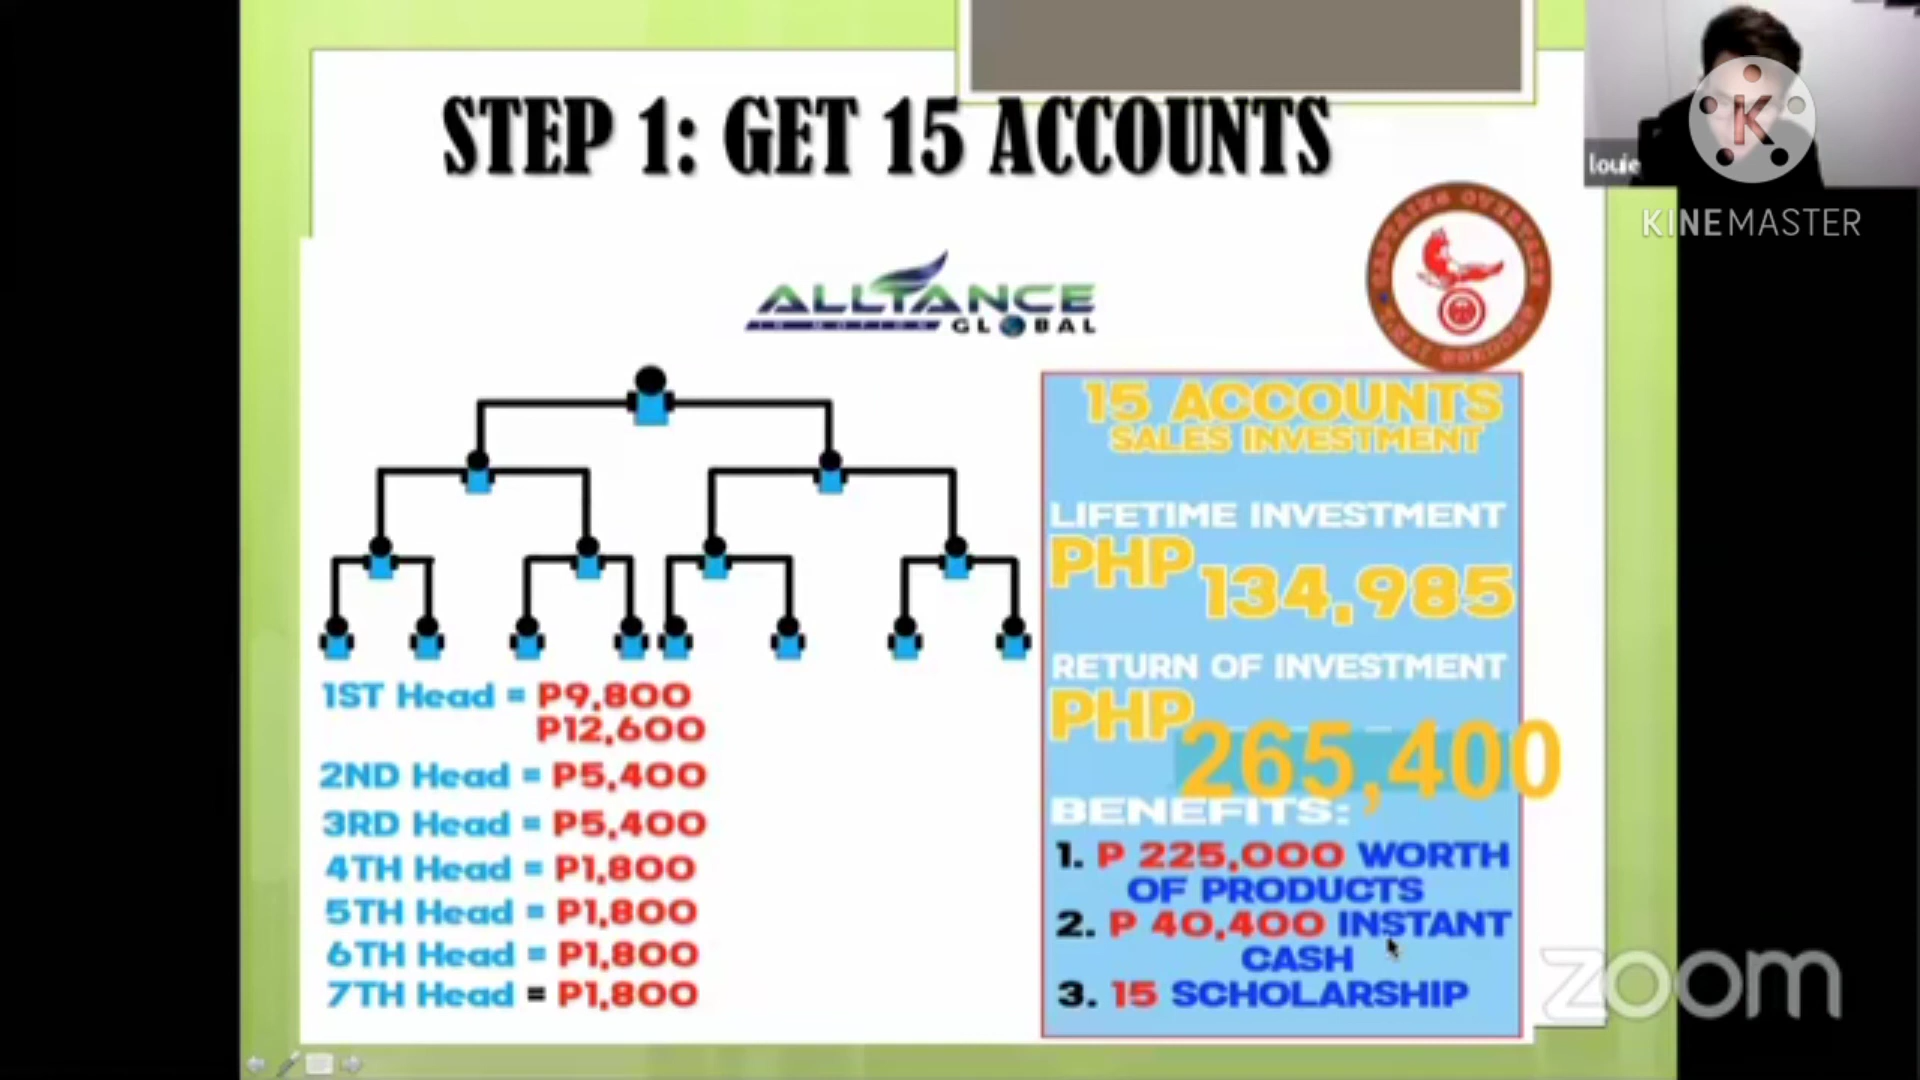 STEP 1: GET 15 ACCOUNTS
louie
K
KINEMASTER
ALLIANCE
IN MOTION GLOBAL
15 ACCOUNTS
SALES INVESTMENT
LIFETIME INVESTMENT
PHP 134,985
RETURN OF INVESTMENT
PHP 265,400
BENEFITS:
1. P 225,000 WORTH
OF PRODUCTS
2. P 40,400 INSTANT
CASH
3. 15 SCHOLARSHIP
1ST Head = P9,800
P12,600
2ND Head = P5,400
3RD Head = P5,400
4TH Head = P1,800
5TH Head = P1,800
6TH Head = P1,800
7TH Head = P1,800
zoom